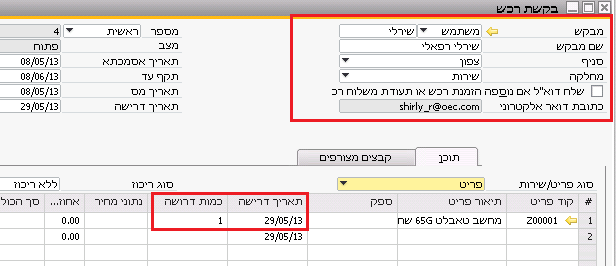 בקשת רכש
מבקש משתמש שירלי
שם מבקש שירלי רפאלי
סניף צפון
מחלקה שירות
שלח דוא"ל אם נוספה הזמנת רכש או תעודת משלוח רכ
כתובת דואר אלקטרוני shirly_r@oec.com
מספר ראשית 4
מצב פתוח
תאריך אסמכתא 08/05/13
תקף עד 08/06/13
תאריך מס 08/05/13
תאריך דרישה 29/05/13
תוכן קבצים מצורפים
סוג פריט/שירות פריט סוג ריכוז ללא ריכוז
# קוד פריט תיאור פריט ספק תאריך דרישה כמות דרושה נתוני מחיר אחוז... סך הכול
1 Z00001 מחשב טאבלט 65G שח 29/05/13 1 0.00
2 29/05/13 0.00